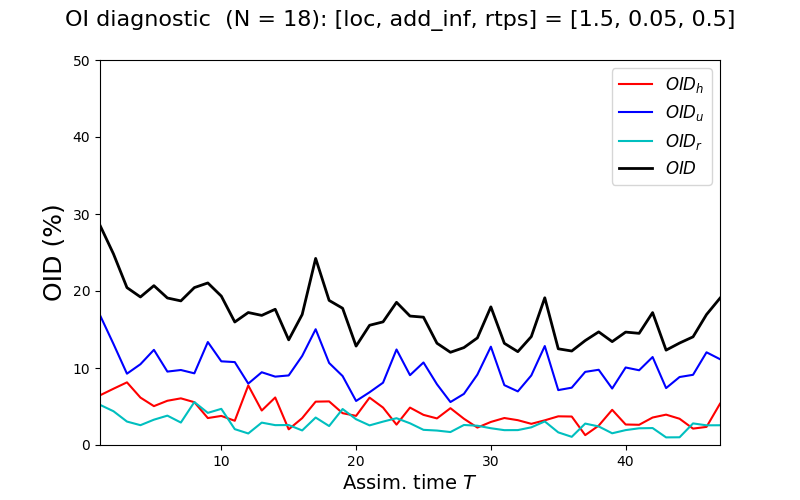 OI diagnostic (N = 18): [loc, add_inf, rtps] = [1.5, 0.05, 0.5]
50
40
30
20
10
0
OID (%)
OID_h
OID_u
OID_r
OID
10 20 30 40
Assim. time T